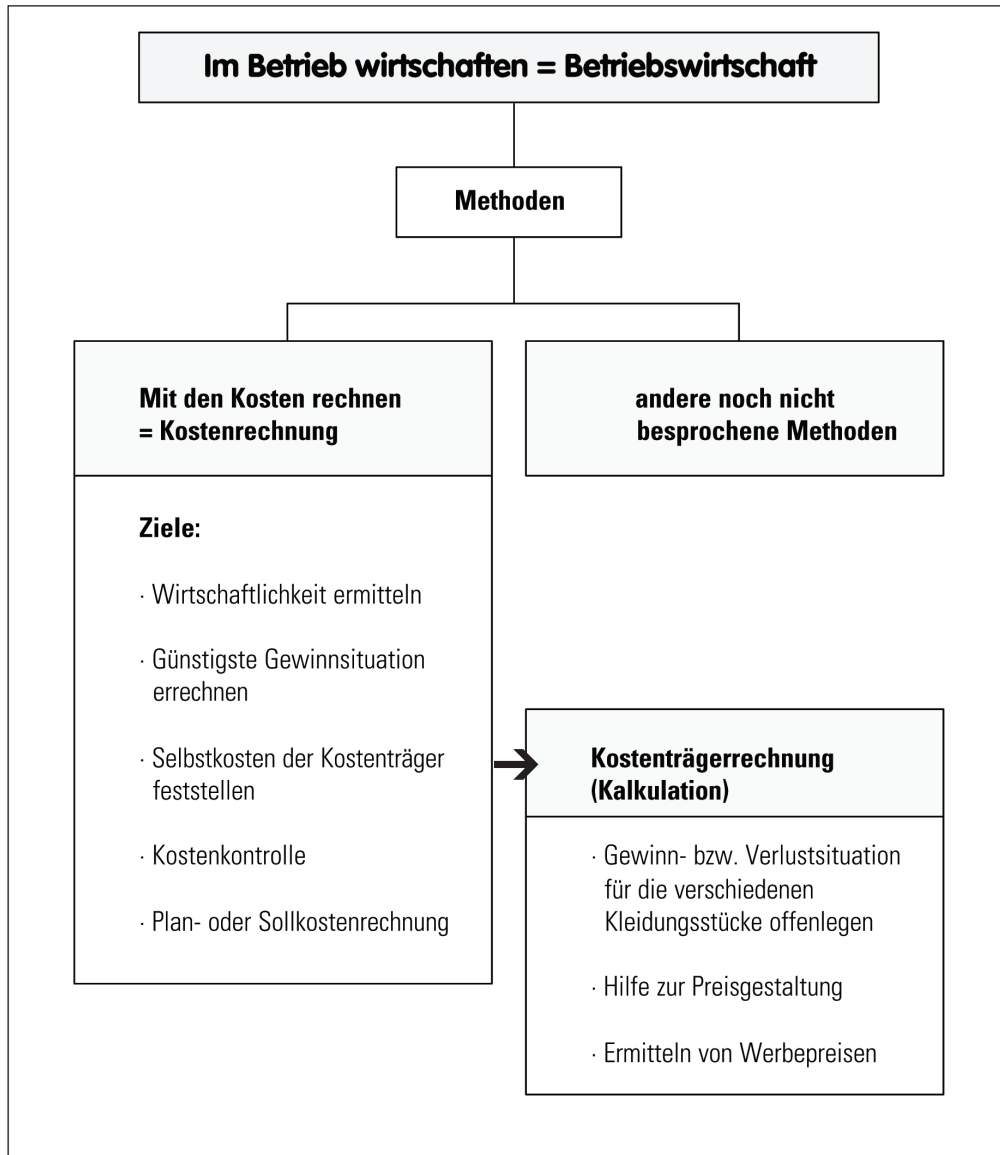 Im Betrieb wirtschaften = Betriebswirtschaft
Methoden
Mit den Kosten rechnen
= Kostenrechnung
andere noch nicht
besprochene Methoden
Ziele:
· Wirtschaftlichkeit ermitteln
· Günstigste Gewinnsituation
errechnen
· Selbstkosten der Kostenträger
feststellen
· Kostenkontrolle
· Plan- oder Sollkostenrechnung
Kostenträgerrechnung
(Kalkulation)
· Gewinn- bzw. Verlustsituation
für die verschiedenen
Kleidungsstücke offenlegen
· Hilfe zur Preisgestaltung
· Ermitteln von Werbepreisen